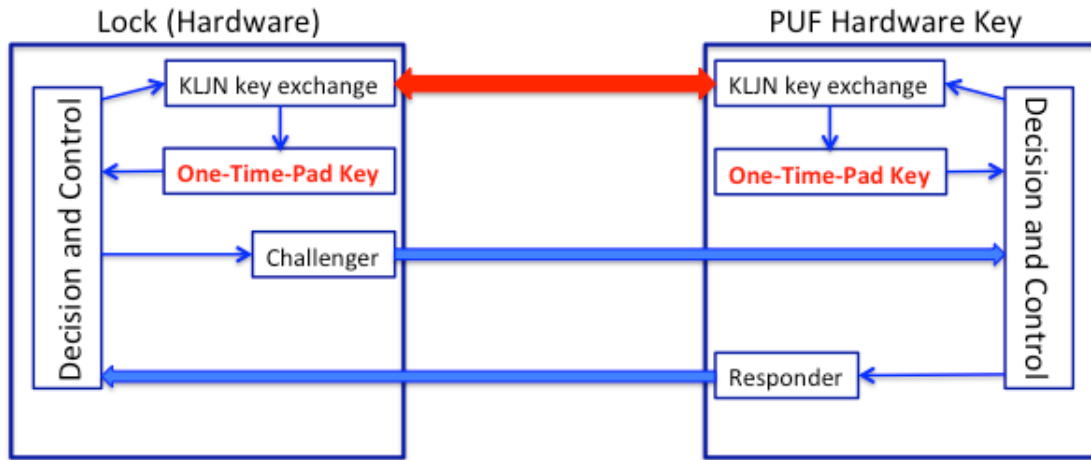 Lock (Hardware)
PUF Hardware Key
KLJN key exchange
KLJN key exchange
One-Time-Pad Key
One-Time-Pad Key
Decision and Control
Decision and Control
Challenger
Responder